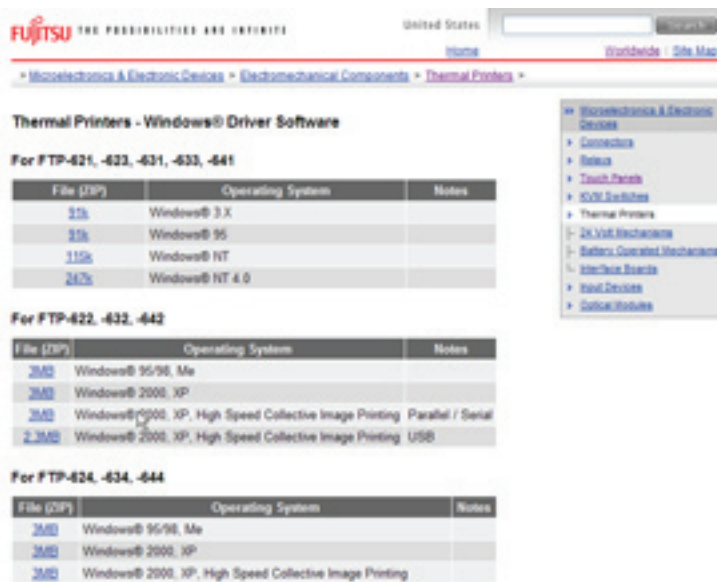 FUJITSU THE POSSIBILITIES ARE INFINITE
United States
Search
Home
Worldwide | Site Map
» Microelectronics & Electronic Devices » Electromechanical Components » Thermal Printers »
Thermal Printers - Windows® Driver Software
For FTP-621, -623, -631, -633, -641
File (ZIP) Operating System Notes
91k Windows® 3.X
91k Windows® 95
115k Windows® NT
247k Windows® NT 4.0
For FTP-622, -632, -642
File (ZIP) Operating System Notes
3MB Windows® 95/98, Me
3MB Windows® 2000, XP
3MB Windows® 2000, XP, High Speed Collective Image Printing Parallel / Serial
2.3MB Windows® 2000, XP, High Speed Collective Image Printing USB
For FTP-624, -634, -644
File (ZIP) Operating System Notes
3MB Windows® 95/98, Me
3MB Windows® 2000, XP
3MB Windows® 2000, XP, High Speed Collective Image Printing
Microelectronics & Electronic
Devices
Connectors
Relays
Touch Panels
KVM Switches
Thermal Printers
24 Volt Mechanisms
Battery Operated Mechanisms
Interface Boards
Input Devices
Optical Modules